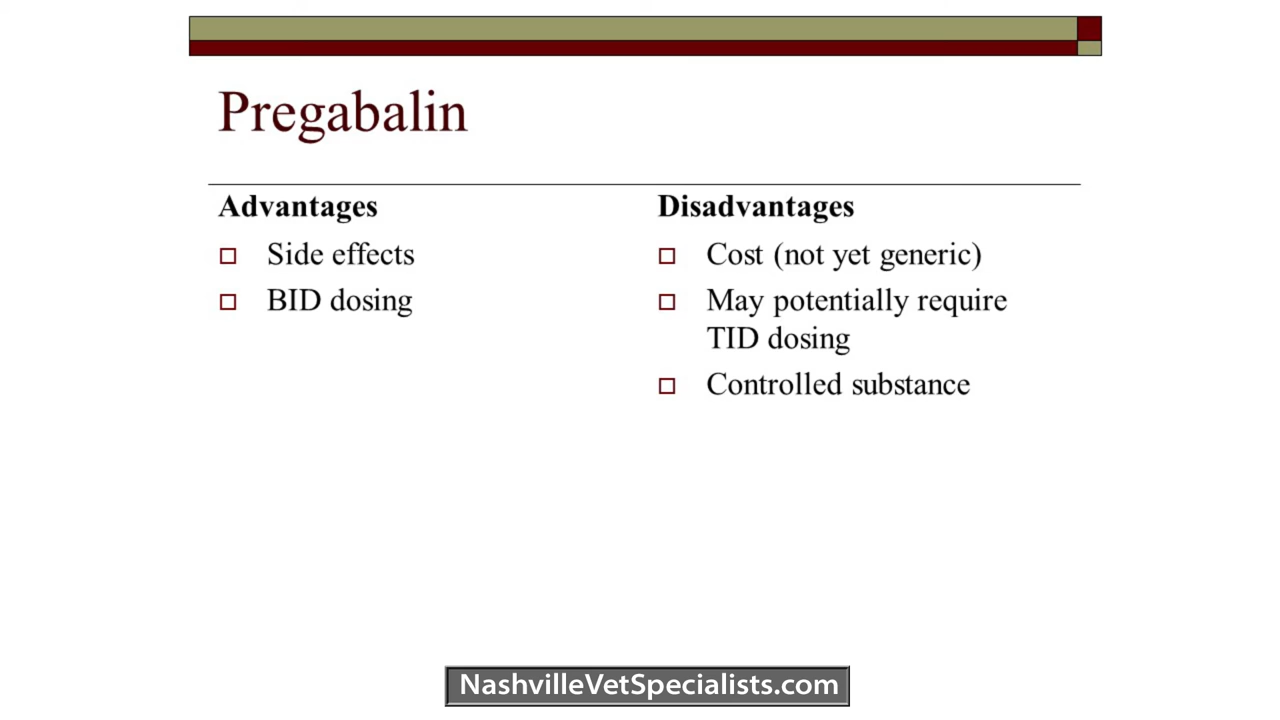 Pregabalin
Advantages
Side effects
BID dosing
Disadvantages
Cost (not yet generic)
May potentially require
TID dosing
Controlled substance
NashvilleVetSpecialists.com